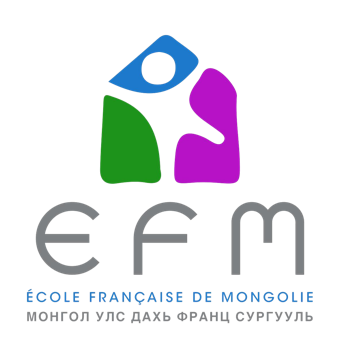 EFM
ÉCOLE FRANÇAISE DE MONGOLIE
МОНГОЛ УЛС ДАХЬ ФРАНЦ СУРГУУЛЬ